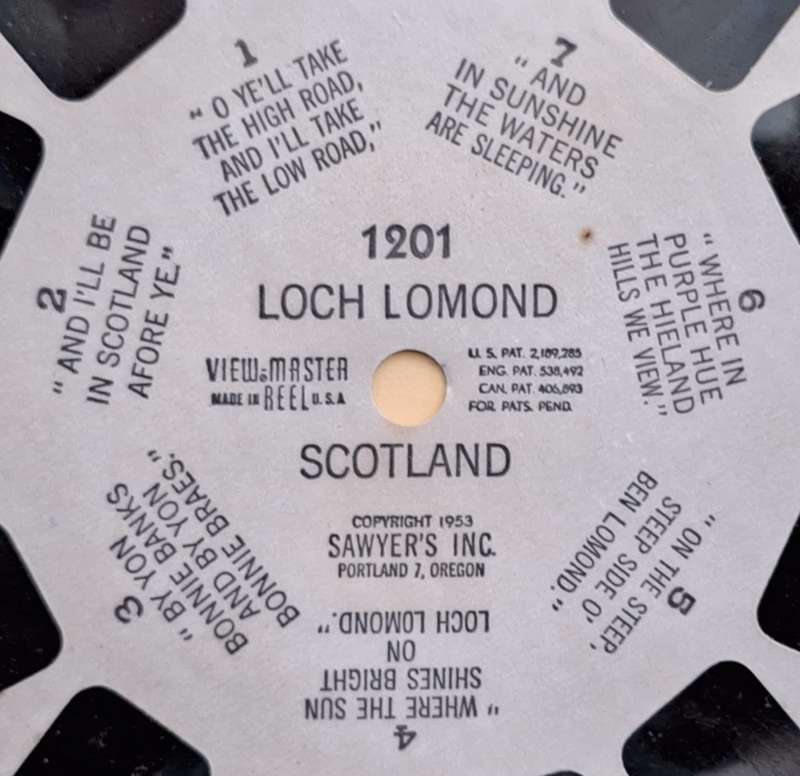 1201
LOCH LOMOND
VIEW-MASTER
MADE IN REEL U.S.A
U. S. PAT. 2,189,285
ENG. PAT. 538,492
CAN. PAT. 406,893
FOR. PATS. PEND.
SCOTLAND
COPYRIGHT 1953
SAWYER'S INC.
PORTLAND 7, OREGON
1
" O YE'LL TAKE
THE HIGH ROAD,
AND I'LL TAKE
THE LOW ROAD,"
2
" AND I'LL BE
IN SCOTLAND
AFORE YE."
3
" BY YON
BONNIE BANKS
AND BY YON
BONNIE BRAES."
4
" WHERE THE SUN
SHINES BRIGHT
ON
LOCH LOMOND."
5
" ON THE STEEP,
STEEP SIDE O'
BEN LOMOND."
6
" WHERE IN
PURPLE HUE
THE HIELAND
HILLS WE VIEW."
7
" AND
IN SUNSHINE
THE WATERS
ARE SLEEPING."